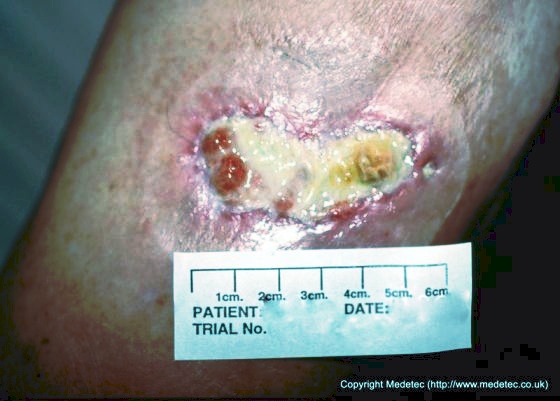 1cm. 2cm. 3cm. 4cm. 5cm. 6cm
PATIENT: DATE:
TRIAL No.
Copyright Medetec (http://www.medetec.co.uk)